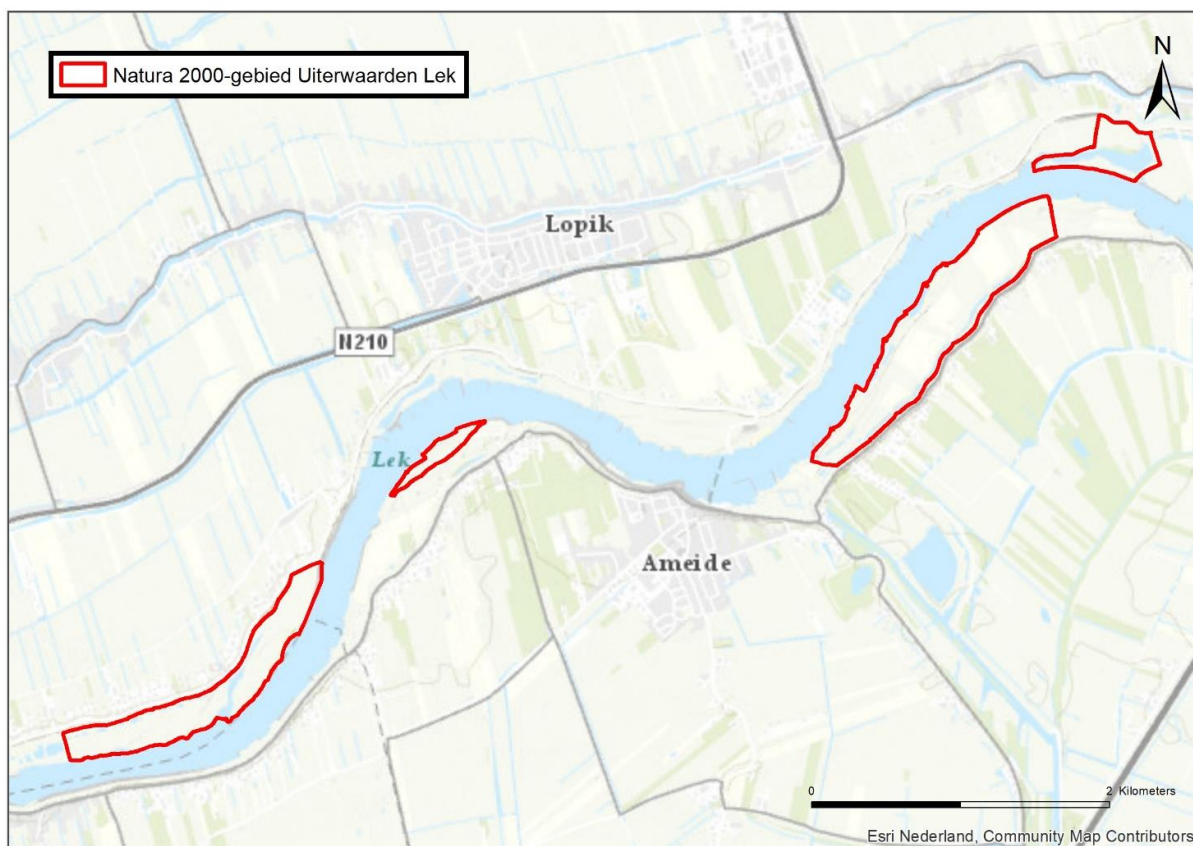 Natura 2000-gebied Uiterwaarden Lek
N
Lopik
N210
Lek
Ameide
0 2 Kilometers
Esri Nederland, Community Map Contributors